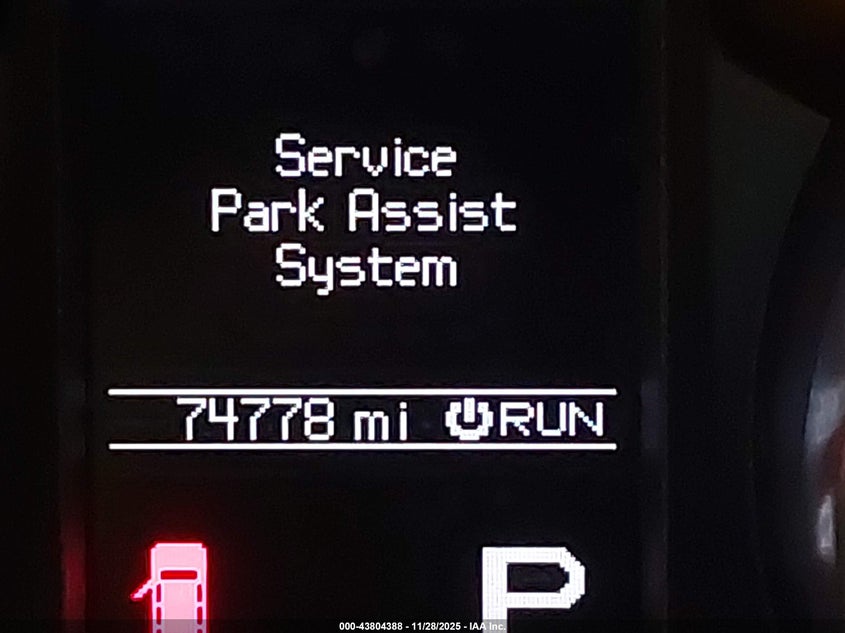 Service
Park Assist
System
74778 mi RUN
P
000-43804388 - 11/28/2025 - IAA Inc.